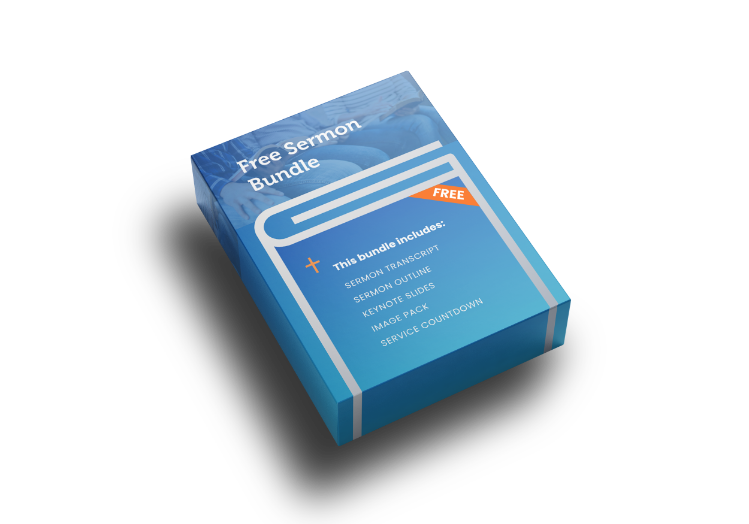 Free Sermon
Bundle
FREE
This bundle includes:
SERMON TRANSCRIPT
SERMON OUTLINE
KEYNOTE SLIDES
IMAGE PACK
SERVICE COUNTDOWN